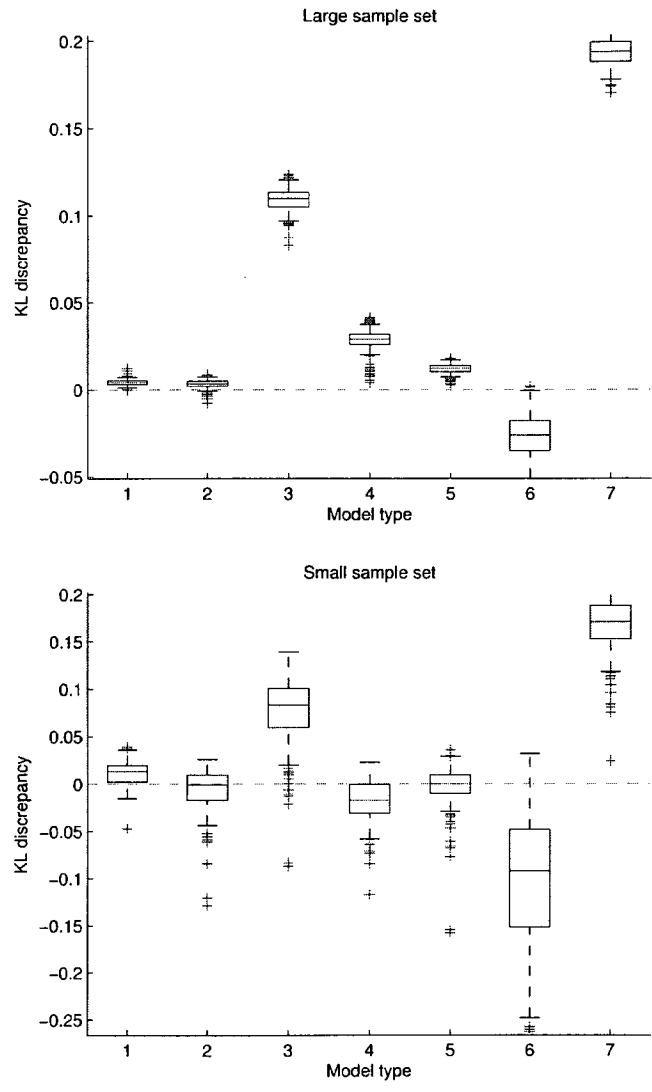 Large sample set
0.2
0.15
0.1
0.05
0
−0.05
KL discrepancy
1 2 3 4 5 6 7
Model type
Small sample set
0.2
0.15
0.1
0.05
0
−0.05
−0.1
−0.15
−0.2
−0.25
KL discrepancy
1 2 3 4 5 6 7
Model type